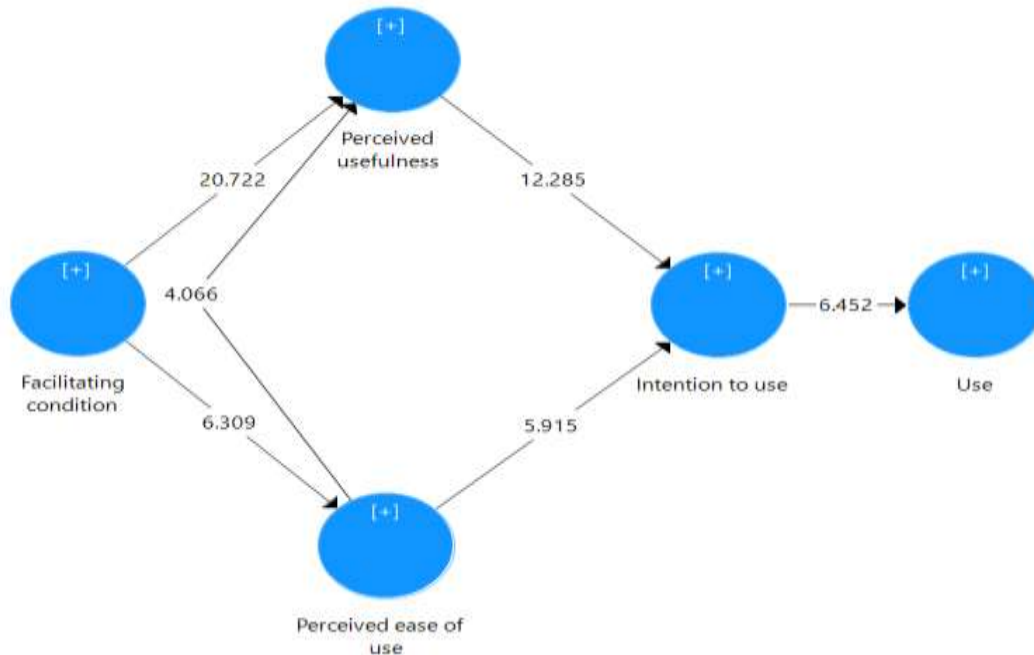 [+]
Perceived
usefulness
20.722
12.285
[+]
4.066
[+]
6.452
[+]
Facilitating
condition
Intention to use
Use
6.309
5.915
[+]
Perceived ease of
use